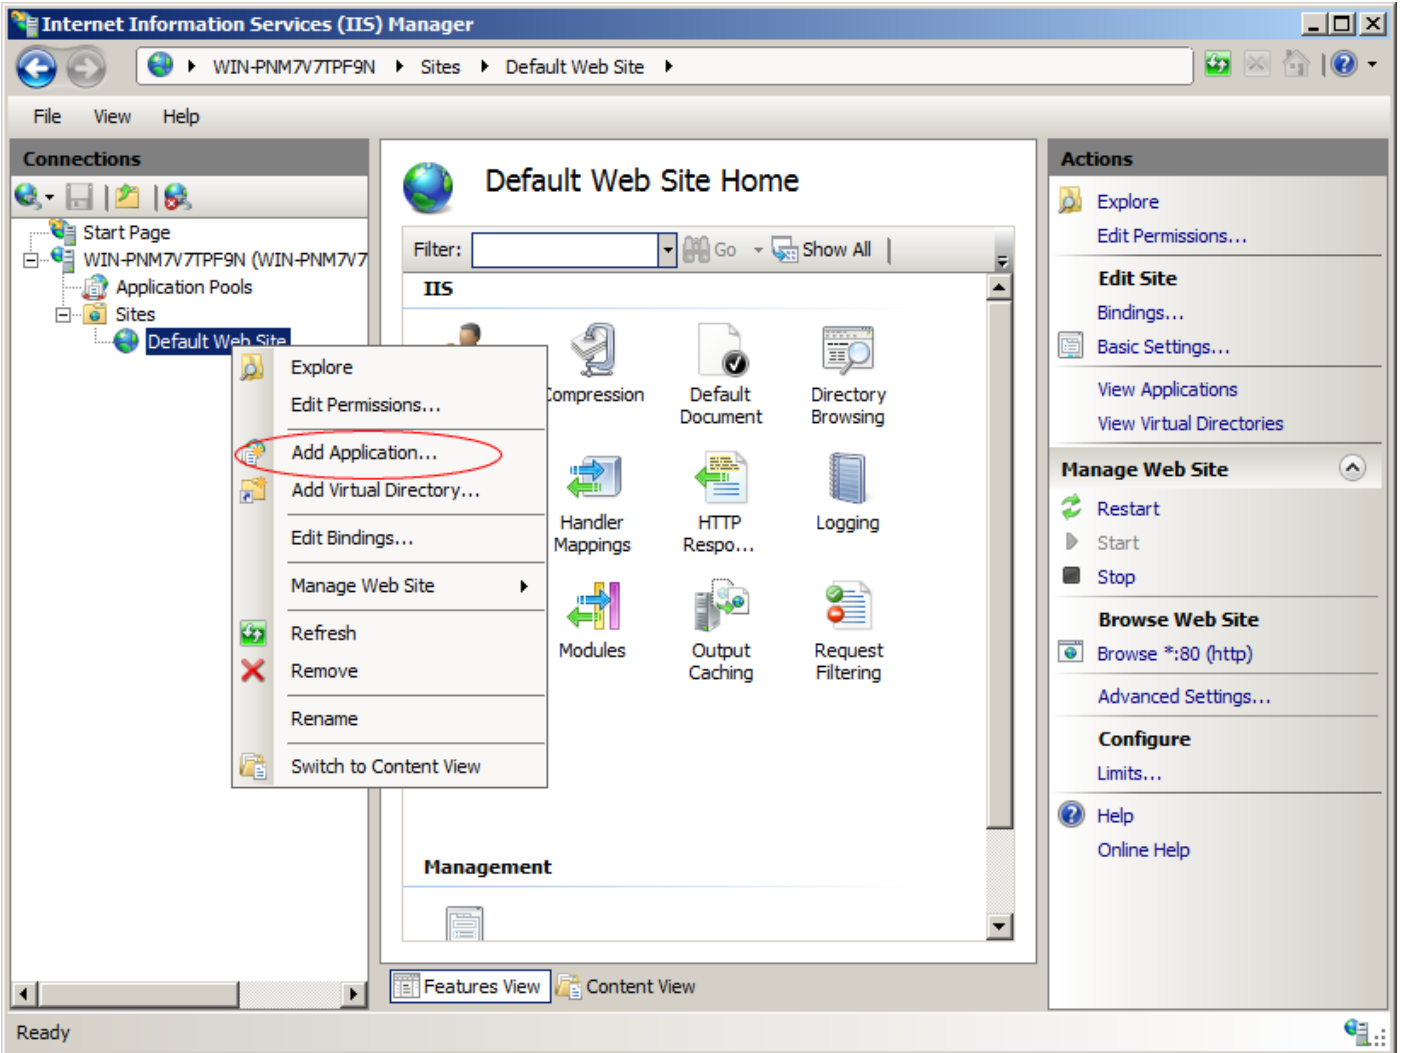 Internet Information Services (IIS) Manager
WIN-PNM7V7TPF9N Sites Default Web Site
File View Help
Connections
Start Page
WIN-PNM7V7TPF9N (WIN-PNM7V7
Application Pools
Sites
Default Web Site
Explore
Edit Permissions...
Add Application...
Add Virtual Directory...
Edit Bindings...
Manage Web Site
Refresh
Remove
Rename
Switch to Content View
Default Web Site Home
Filter: Go Show All
IIS
Compression
Default
Document
Directory
Browsing
Handler
Mappings
HTTP
Respo...
Logging
Modules
Output
Caching
Request
Filtering
Management
Features View Content View
Actions
Explore
Edit Permissions...
Edit Site
Bindings...
Basic Settings...
View Applications
View Virtual Directories
Manage Web Site
Restart
Start
Stop
Browse Web Site
Browse *:80 (http)
Advanced Settings...
Configure
Limits...
Help
Online Help
Ready